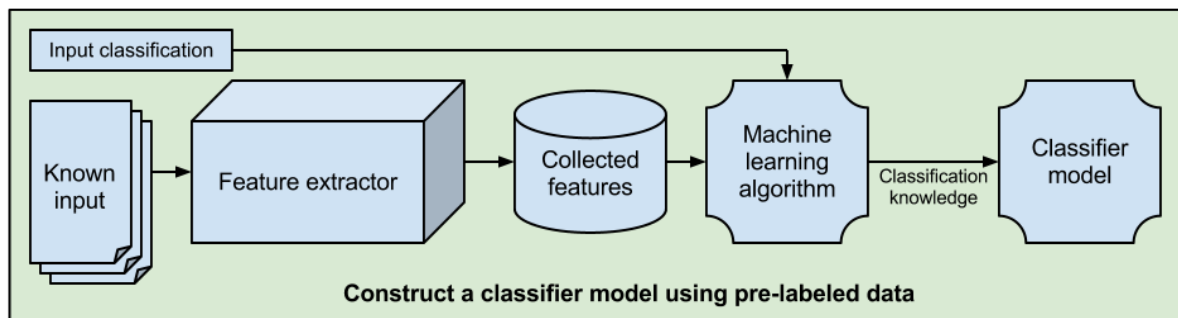 Input classification
Known
input
Feature extractor
Collected
features
Machine
learning
algorithm
Classification
knowledge
Classifier
model
Construct a classifier model using pre-labeled data